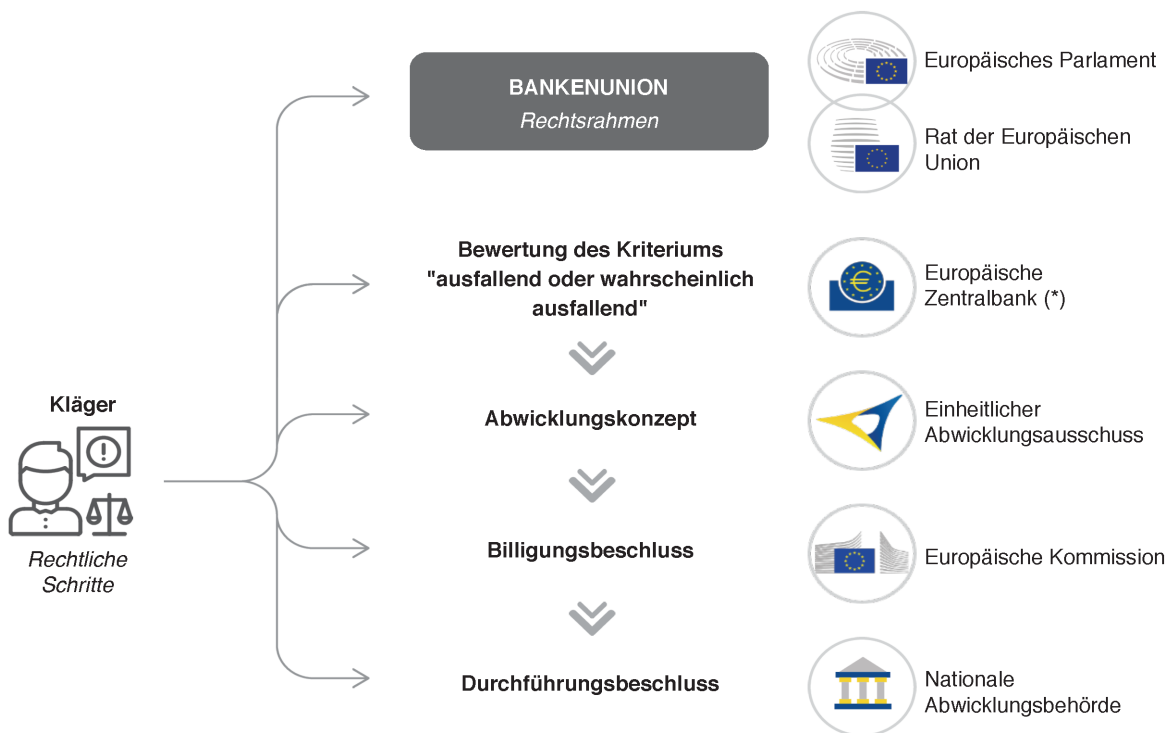 BANKENUNION
Rechtsrahmen
Europäisches Parlament
Rat der Europäischen
Union
Bewertung des Kriteriums
"ausfallend oder wahrscheinlich
ausfallend"
Europäische
Zentralbank (*)
Kläger
Rechtliche
Schritte
Abwicklungskonzept
Einheitlicher
Abwicklungsausschuss
Billigungsbeschluss
Europäische Kommission
Durchführungsbeschluss
Nationale
Abwicklungsbehörde